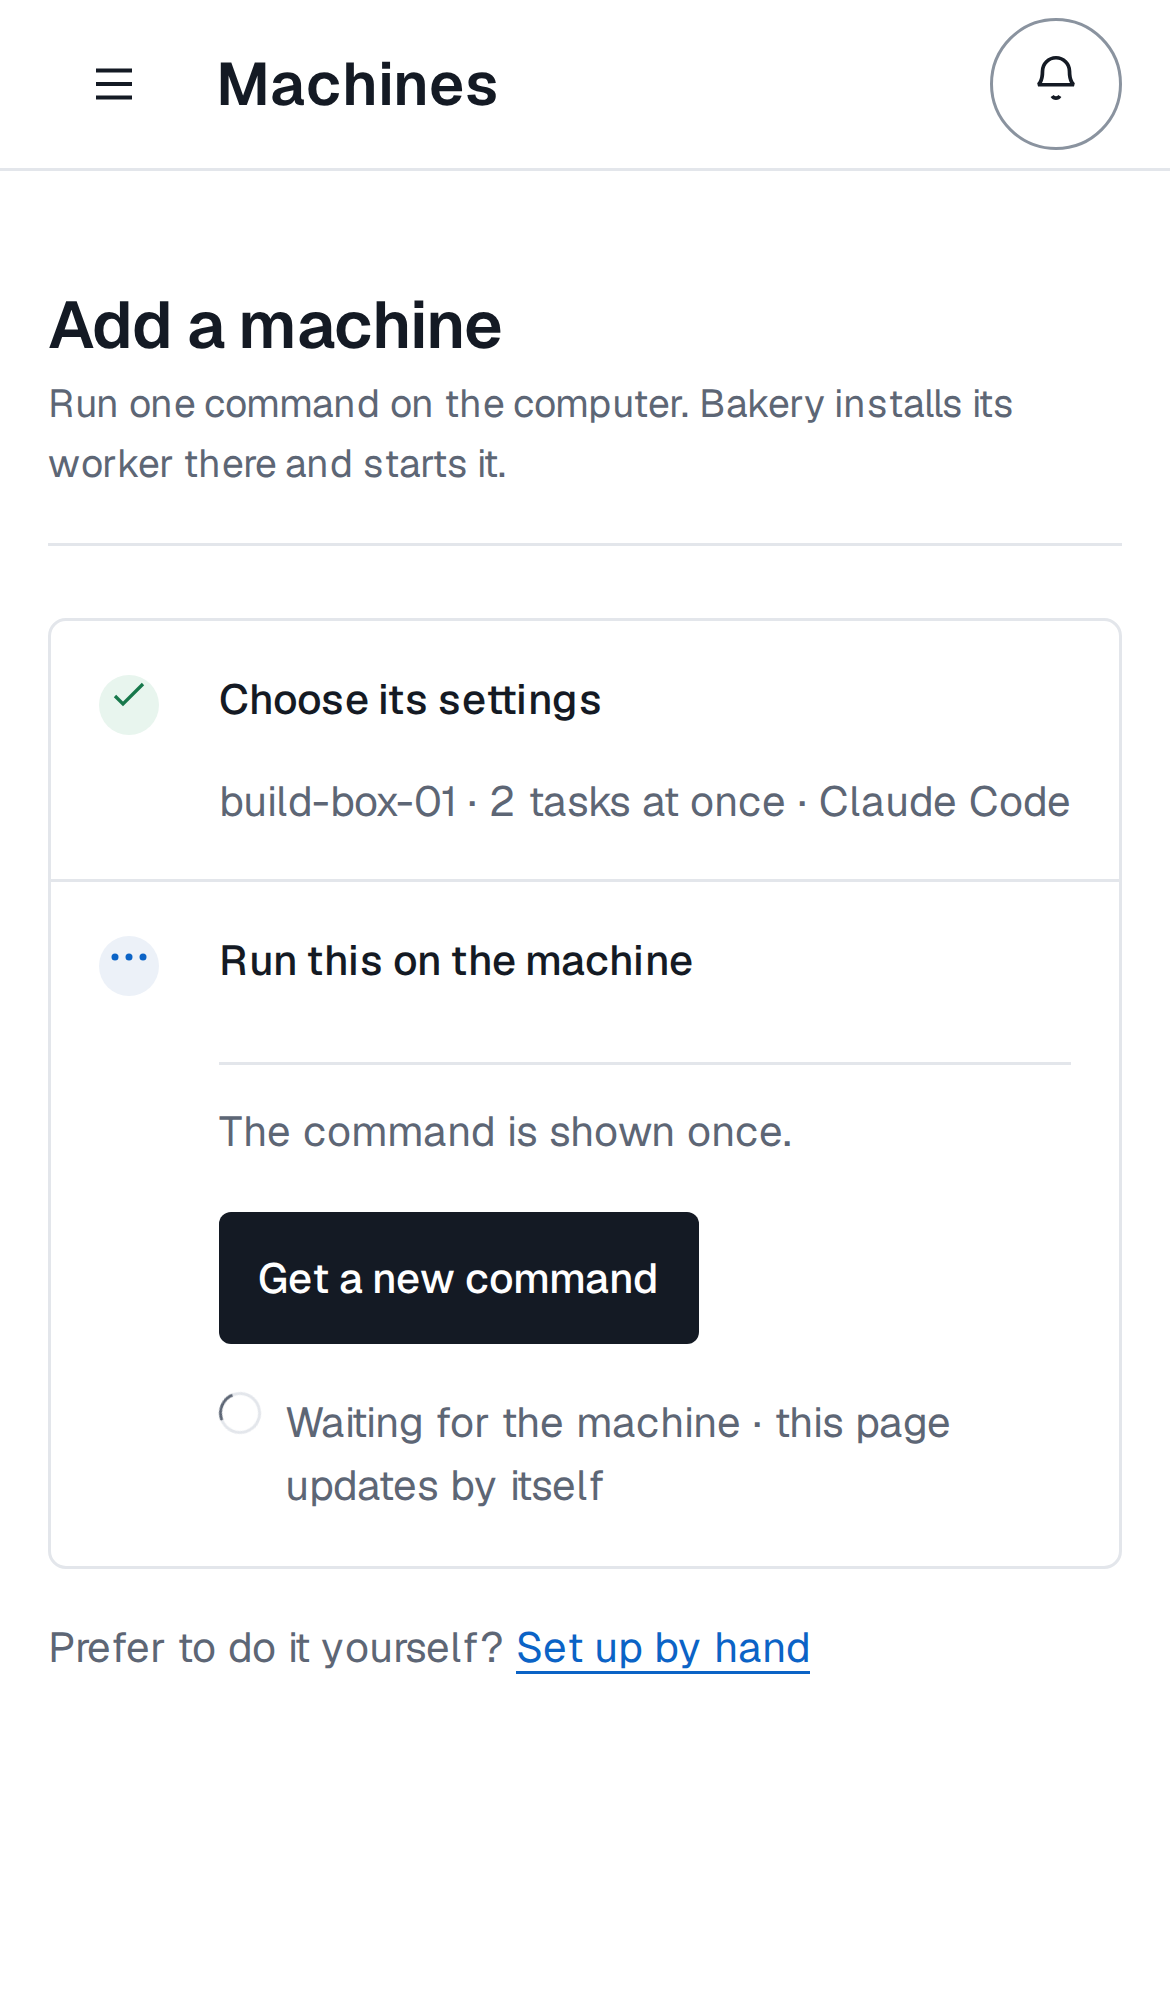 Machines
Add a machine
Run one command on the computer. Bakery installs its
worker there and starts it.
Choose its settings
build-box-01 · 2 tasks at once · Claude Code
Run this on the machine
The command is shown once.
Get a new command
Waiting for the machine · this page
updates by itself
Prefer to do it yourself? Set up by hand